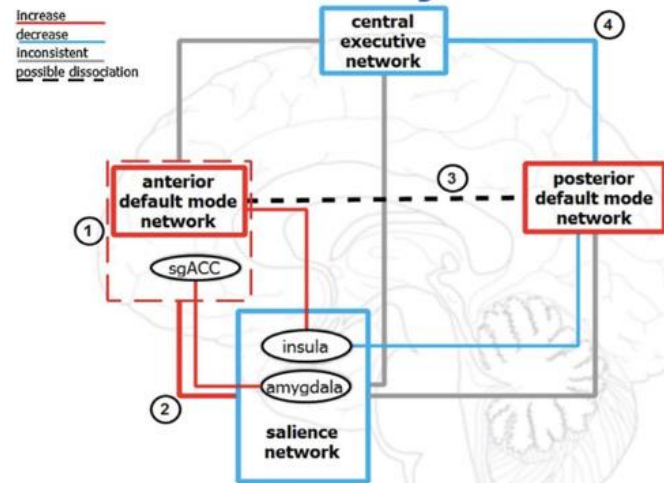 Increase
decrease
inconsistent
possible dissociation
central
executive
network
4
anterior
default mode
network
3
posterior
default mode
network
1
sgACC
insula
amygdala
2
salience
network